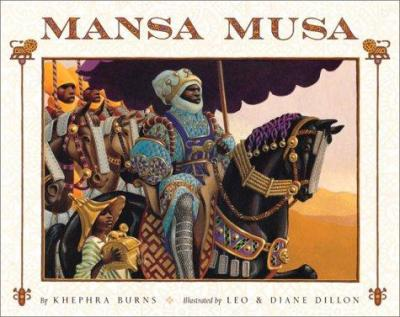 MANSA MUSA
By KHEPHRA BURNS Illustrated by LEO & DIANE DILLON